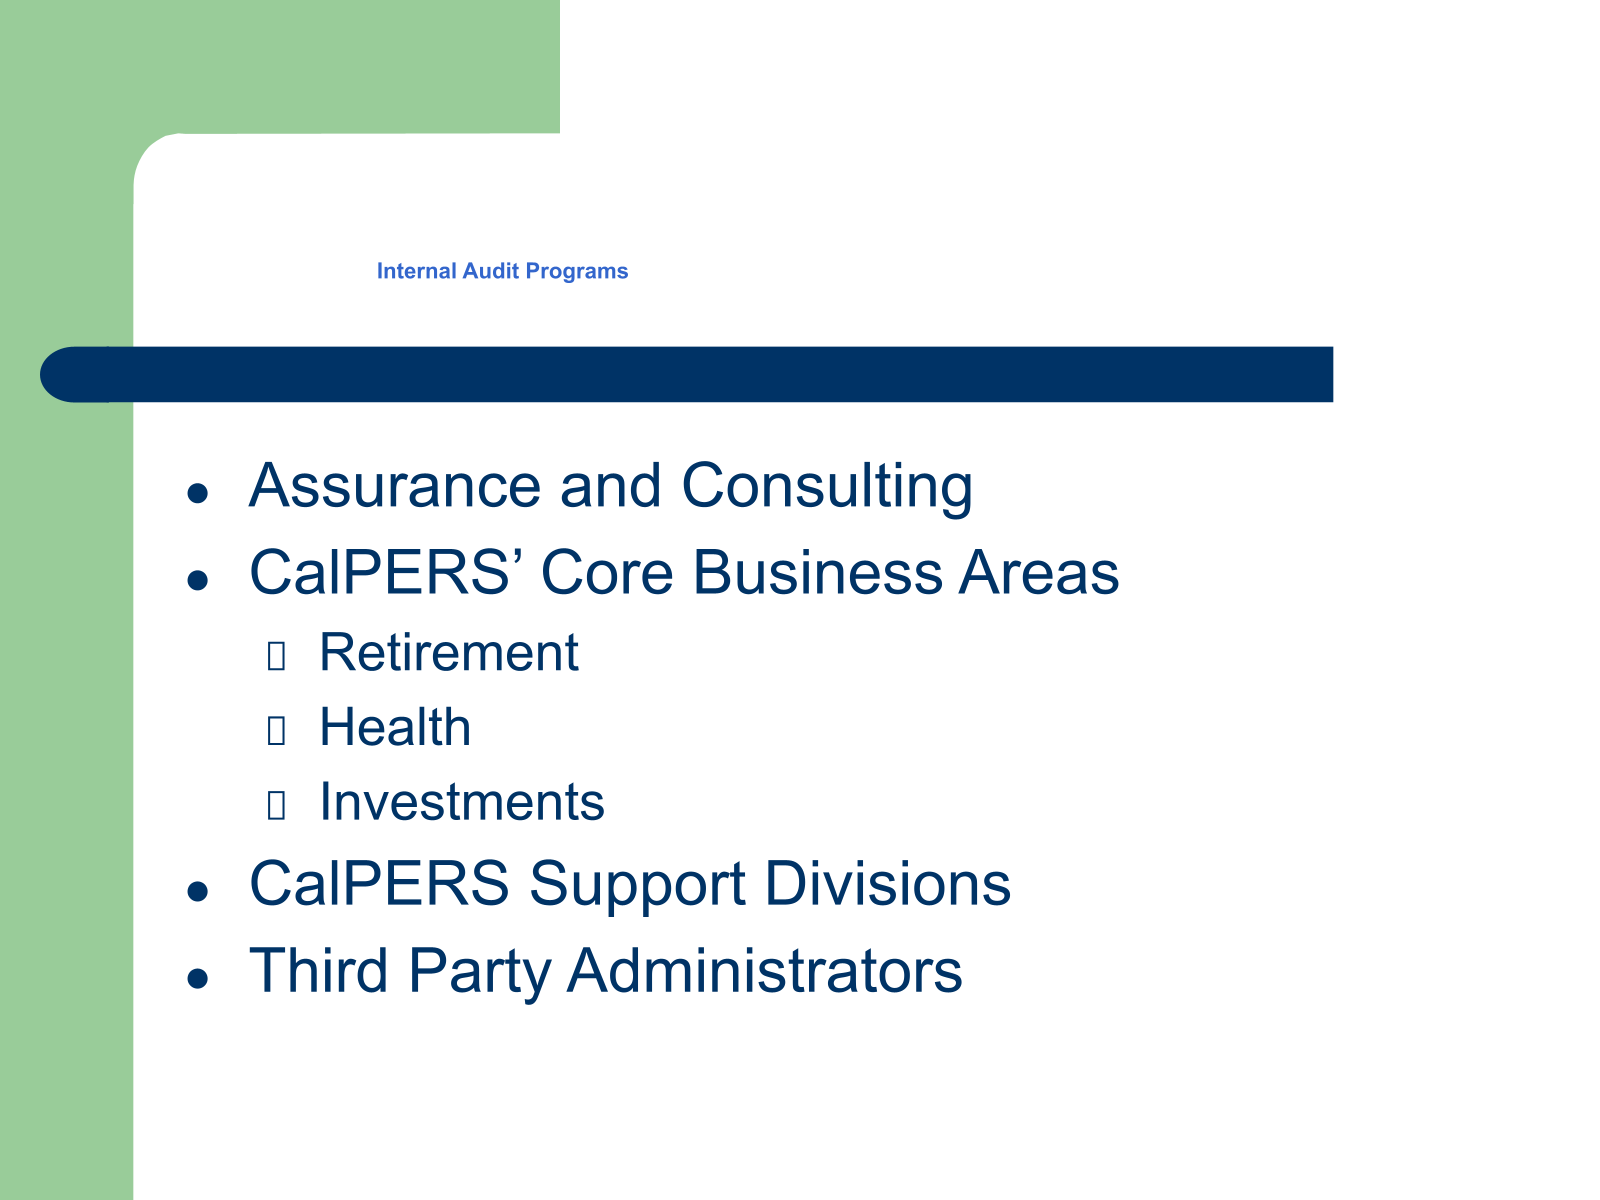 Internal Audit Programs
● Assurance and Consulting
● CalPERS’ Core Business Areas
▯ Retirement
▯ Health
▯ Investments
● CalPERS Support Divisions
● Third Party Administrators